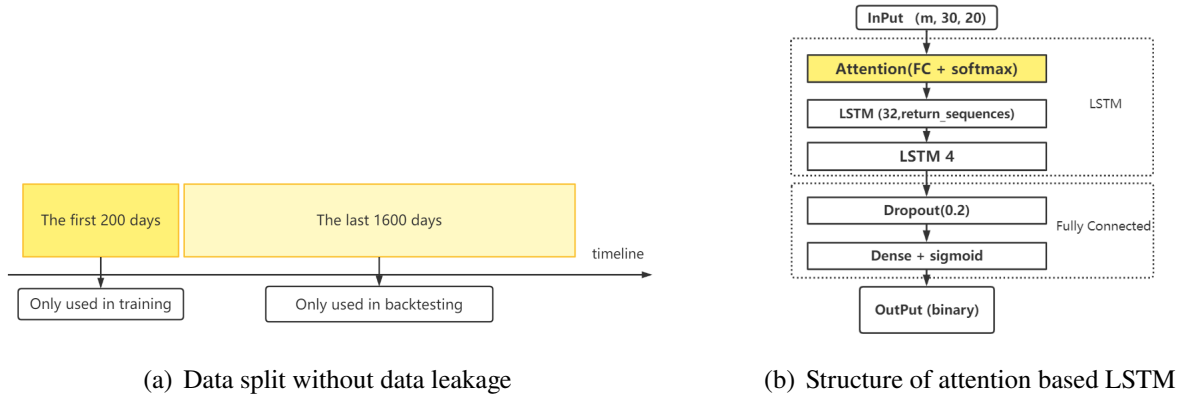 The first 200 days
The last 1600 days
timeline
Only used in training
Only used in backtesting
(a) Data split without data leakage
InPut (m, 30, 20)
Attention(FC + softmax)
LSTM (32,return_sequences)
LSTM
LSTM 4
Dropout(0.2)
Fully Connected
Dense + sigmoid
OutPut (binary)
(b) Structure of attention based LSTM